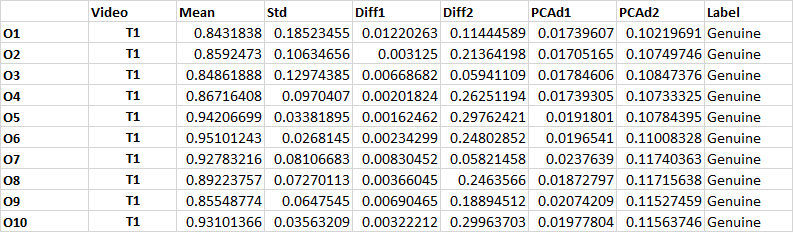 Video Mean Std Diff1 Diff2 PCAd1 PCAd2 Label
O1 T1 0.8431838 0.18523455 0.01220263 0.11444589 0.01739607 0.10219691 Genuine
O2 T1 0.8592473 0.10634656 0.003125 0.21364198 0.01705165 0.10749746 Genuine
O3 T1 0.84861888 0.12974385 0.00668682 0.05941109 0.01784606 0.10847376 Genuine
O4 T1 0.86716408 0.0970407 0.00201824 0.26251194 0.01739305 0.10733325 Genuine
O5 T1 0.94206699 0.03381895 0.00162462 0.29762421 0.0191801 0.10784395 Genuine
O6 T1 0.95101243 0.0268145 0.00234299 0.24802852 0.0196541 0.11008328 Genuine
O7 T1 0.92783216 0.08106683 0.00830452 0.05821458 0.0237639 0.11740363 Genuine
O8 T1 0.89223757 0.07270113 0.00366045 0.2463566 0.01872797 0.11715638 Genuine
O9 T1 0.85548774 0.0647545 0.00690465 0.18894512 0.02074209 0.11527459 Genuine
O10 T1 0.93101366 0.03563209 0.00322212 0.29963703 0.01977804 0.11563746 Genuine